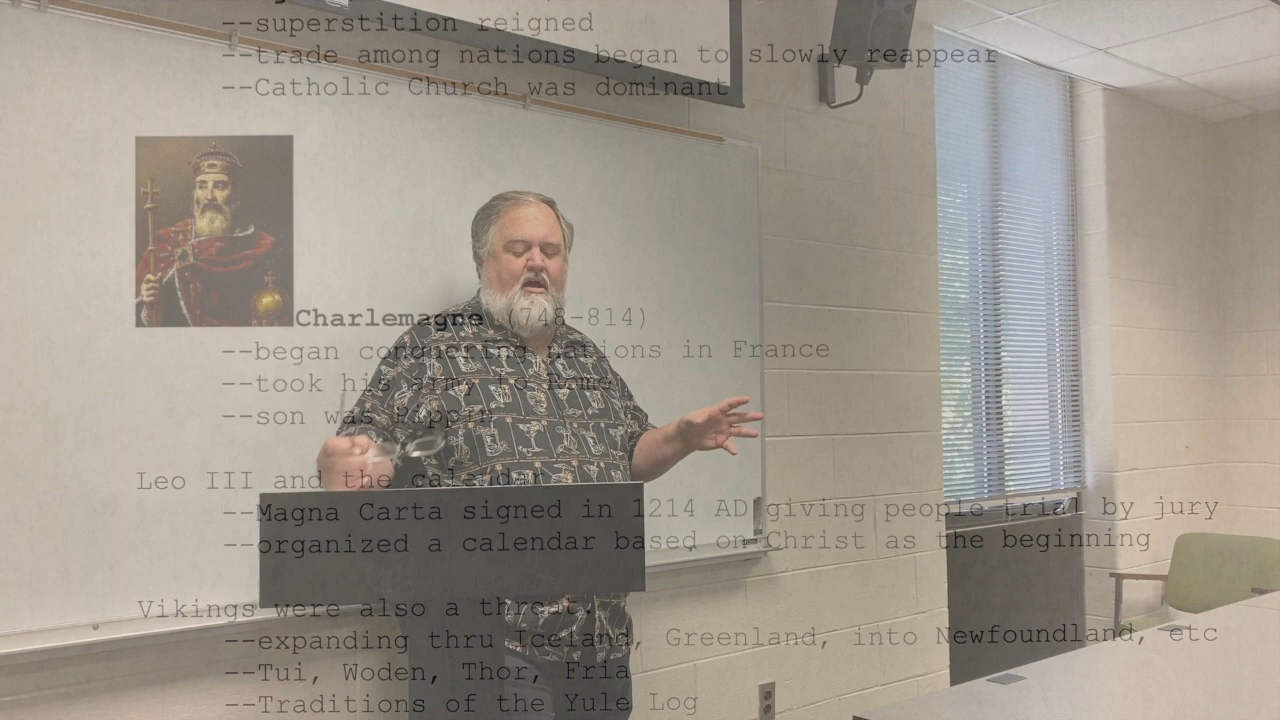 --superstition reigned
--trade among nations began to slowly reappear
--Catholic Church was dominant
Charlemagne (748-814)
--began conquering nations in France
--took his army to Rome
--son was Pippin
Leo III and the calendar
--Magna Carta signed in 1214 AD giving people trial by jury
--organized a calendar based on Christ as the beginning
Vikings were also a threat.
--expanding thru Iceland, Greenland, into Newfoundland, etc
--Tui, Woden, Thor, Fria
--Traditions of the Yule Log